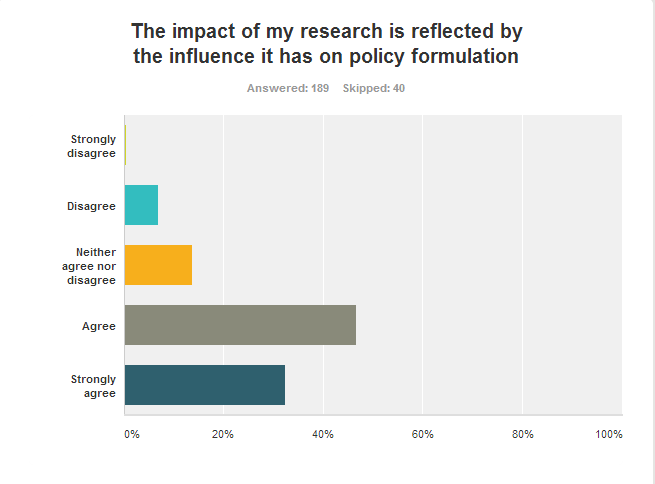 The impact of my research is reflected by
the influence it has on policy formulation
Answered: 189 Skipped: 40
Strongly
disagree
Disagree
Neither
agree nor
disagree
Agree
Strongly
agree
0% 20% 40% 60% 80% 100%